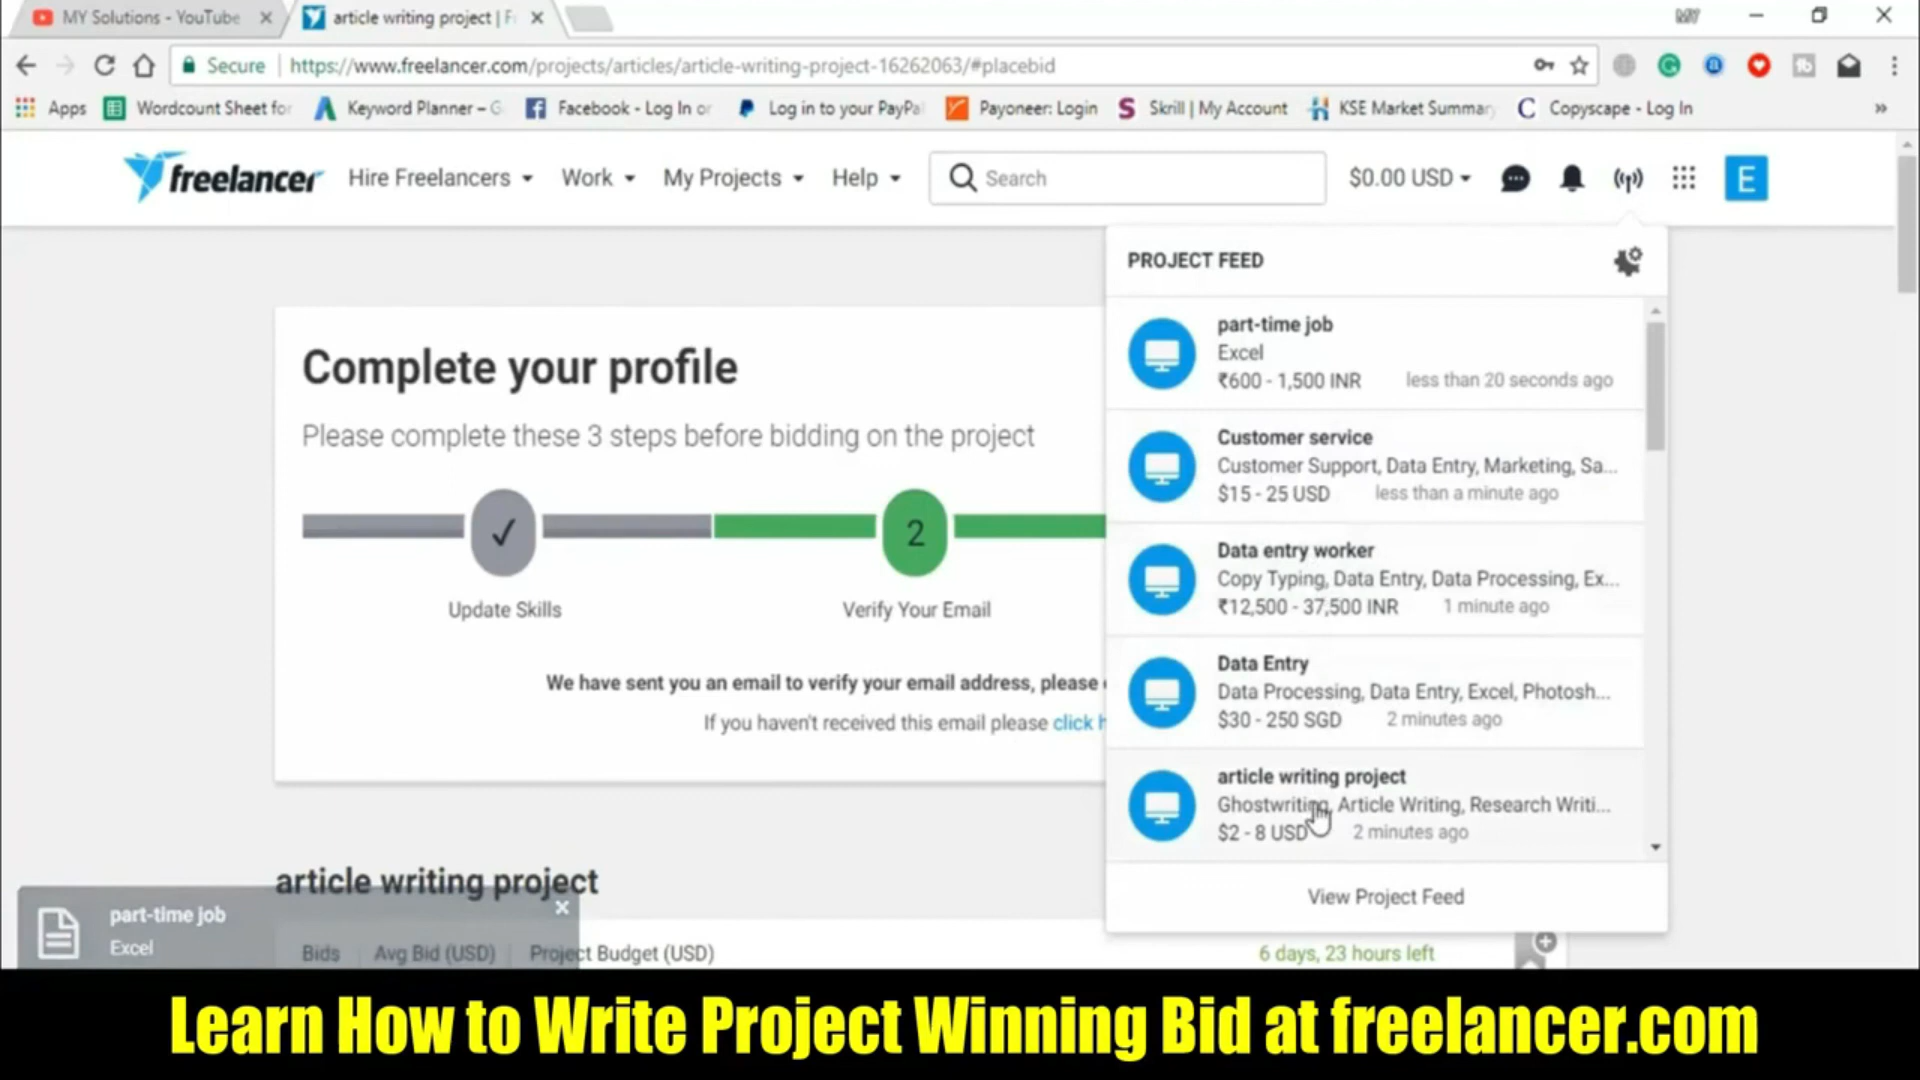 MY Solutions - YouTube
article writing project | F
MY
Secure
https://www.freelancer.com/projects/articles/article-writing-project-16262063/#placebid
Apps
Wordcount Sheet for
Keyword Planner – G
Facebook - Log In or
Log in to your PayPa
Payoneer: Login
Skrill | My Account
KSE Market Summary
Copyscape - Log In
freelancer
Hire Freelancers
Work
My Projects
Help
Search
$0.00 USD
E
PROJECT FEED
part-time job
Excel
₹600 - 1,500 INR
less than 20 seconds ago
Customer service
Customer Support, Data Entry, Marketing, Sa...
$15 - 25 USD
less than a minute ago
Data entry worker
Copy Typing, Data Entry, Data Processing, Ex...
₹12,500 - 37,500 INR
1 minute ago
Data Entry
Data Processing, Data Entry, Excel, Photosh...
$30 - 250 SGD
2 minutes ago
article writing project
Ghostwriting, Article Writing, Research Writi...
$2 - 8 USD
2 minutes ago
View Project Feed
Complete your profile
Please complete these 3 steps before bidding on the project
2
Update Skills
Verify Your Email
We have sent you an email to verify your email address, please
If you haven't received this email please click h
article writing project
part-time job
Excel
Bids
Avg Bid (USD)
Project Budget (USD)
6 days, 23 hours left
Learn How to Write Project Winning Bid at freelancer.com